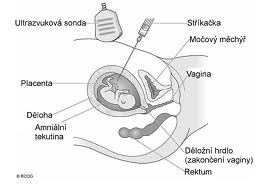 Ultrazvuková sonda
Stříkačka
Močový měchýř
Placenta
Vagina
Děloha
Amniální
tekutina
Děložní hrdlo
(zakončení vaginy)
Rektum
© RCOG